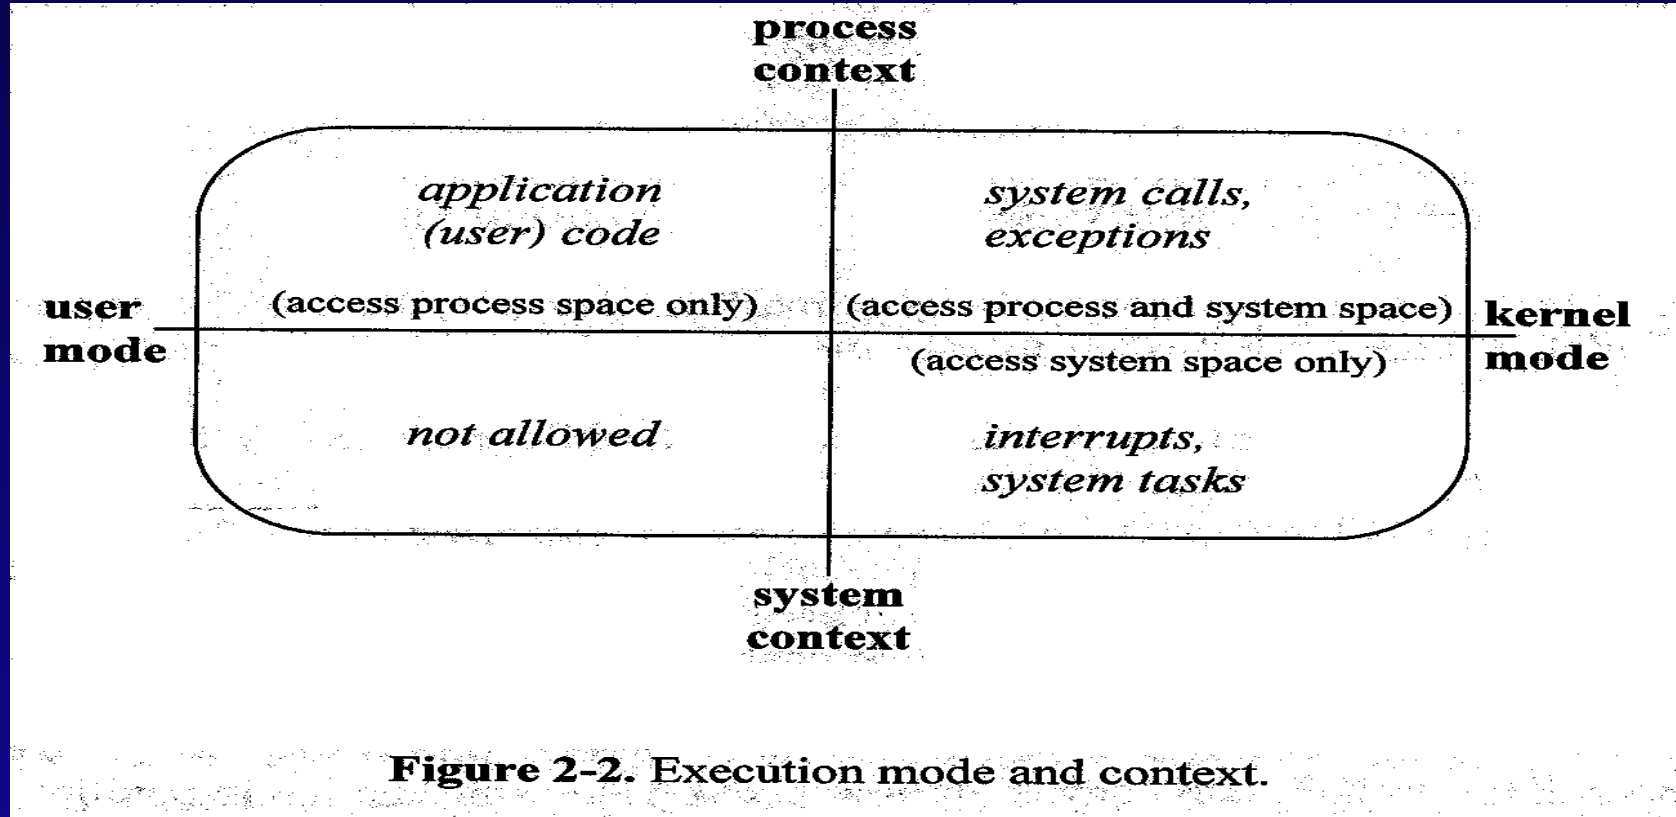 process
context
application
(user) code
system calls,
exceptions
(access process space only)
(access process and system space)
user
mode
kernel
mode
(access system space only)
not allowed
interrupts,
system tasks
system
context
Figure 2-2. Execution mode and context.